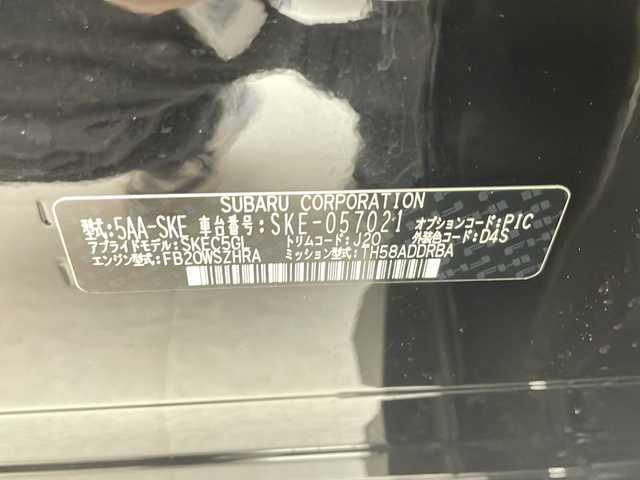 SUBARU CORPORATION
型式:5AA-SKE 車台番号:SKE-057021 オプションコード:PIC
アプライドモデル:SKEC5GL トリムコード:J20 外装色コード:D4S
エンジン型式:FB20WSZHRA ミッション型式:TH58ADDRBA